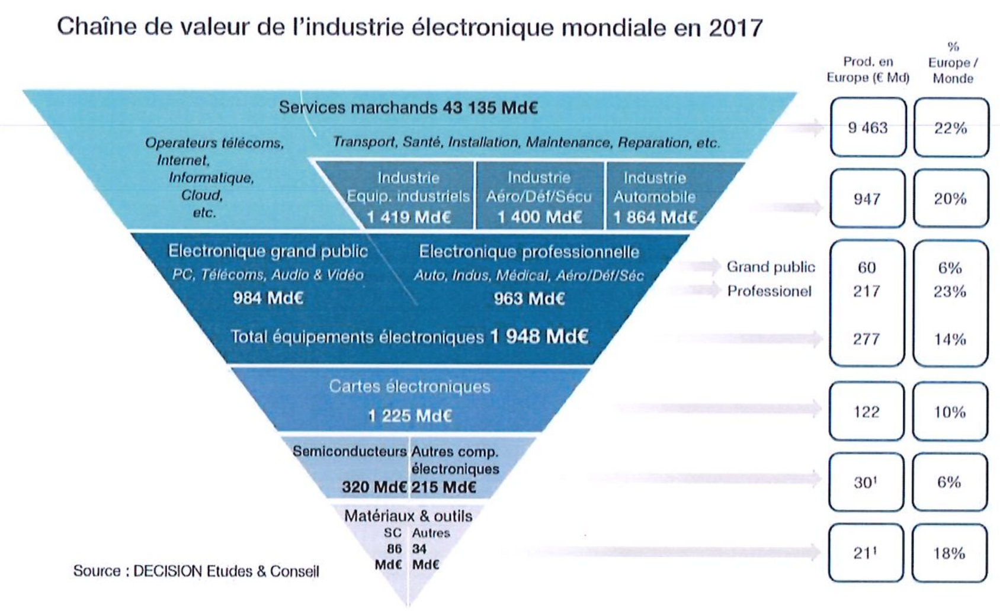 Chaîne de valeur de l'industrie électronique mondiale en 2017
Prod. en
Europe (€ Md)
%
Europe /
Monde
Services marchands 43 135 Md€
9 463
22%
Operateurs télécoms,
Internet,
Informatique,
Cloud,
etc.
Transport, Santé, Installation, Maintenance, Reparation, etc.
Industrie
Equip. industriels
1 419 Md€
Industrie
Aéro/Déf/Sécu
1 400 Md€
Industrie
Automobile
1 864 Md€
947
20%
Electronique grand public
PC, Télécoms, Audio & Vidéo
984 Md€
Electronique professionnelle
Auto, Indus, Médical, Aéro/Déf/Séc
963 Md€
Grand public
60
6%
Professionel
217
23%
Total équipements électroniques 1 948 Md€
277
14%
Cartes électroniques
1 225 Md€
122
10%
Semiconducteurs
320 Md€
Autres comp.
électroniques
215 Md€
30¹
6%
Matériaux & outils
SC
86
Md€
Autres
34
Md€
21¹
18%
Source : DECISION Etudes & Conseil